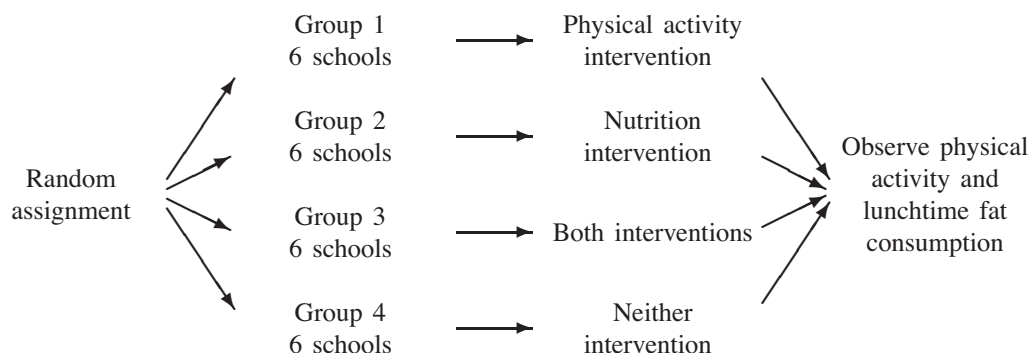 Random
assignment
Group 1
6 schools
Physical activity
intervention
Group 2
6 schools
Nutrition
intervention
Group 3
6 schools
Both interventions
Group 4
6 schools
Neither
intervention
Observe physical
activity and
lunchtime fat
consumption